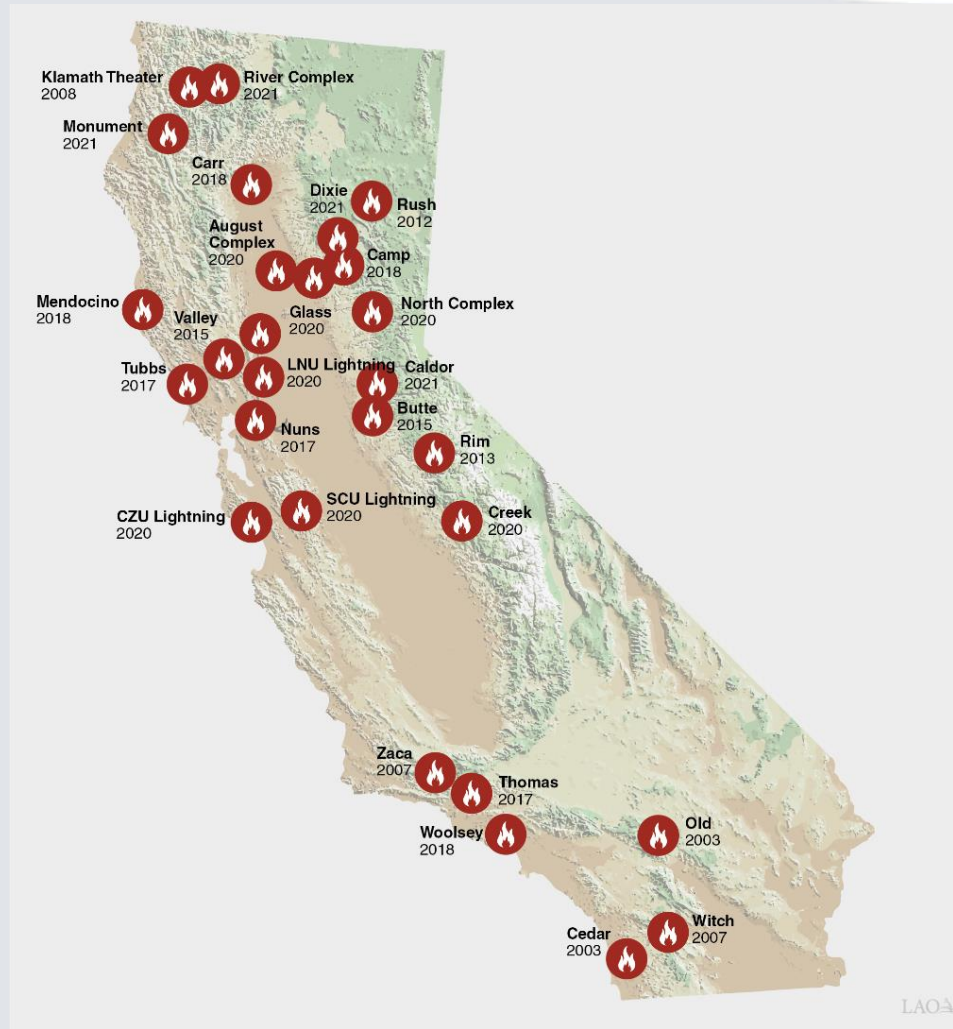 Klamath Theater
2008
River Complex
2021
Monument
2021
Carr
2018
Dixie
2021
Rush
2012
August
Complex
2020
Camp
2018
Mendocino
2018
Valley
2015
Glass
2020
North Complex
2020
Tubbs
2017
LNU Lightning
2020
Caldor
2021
Butte
2015
Nuns
2017
Rim
2013
CZU Lightning
2020
SCU Lightning
2020
Creek
2020
Zaca
2007
Thomas
2017
Woolsey
2018
Old
2003
Cedar
2003
Witch
2007
LAO